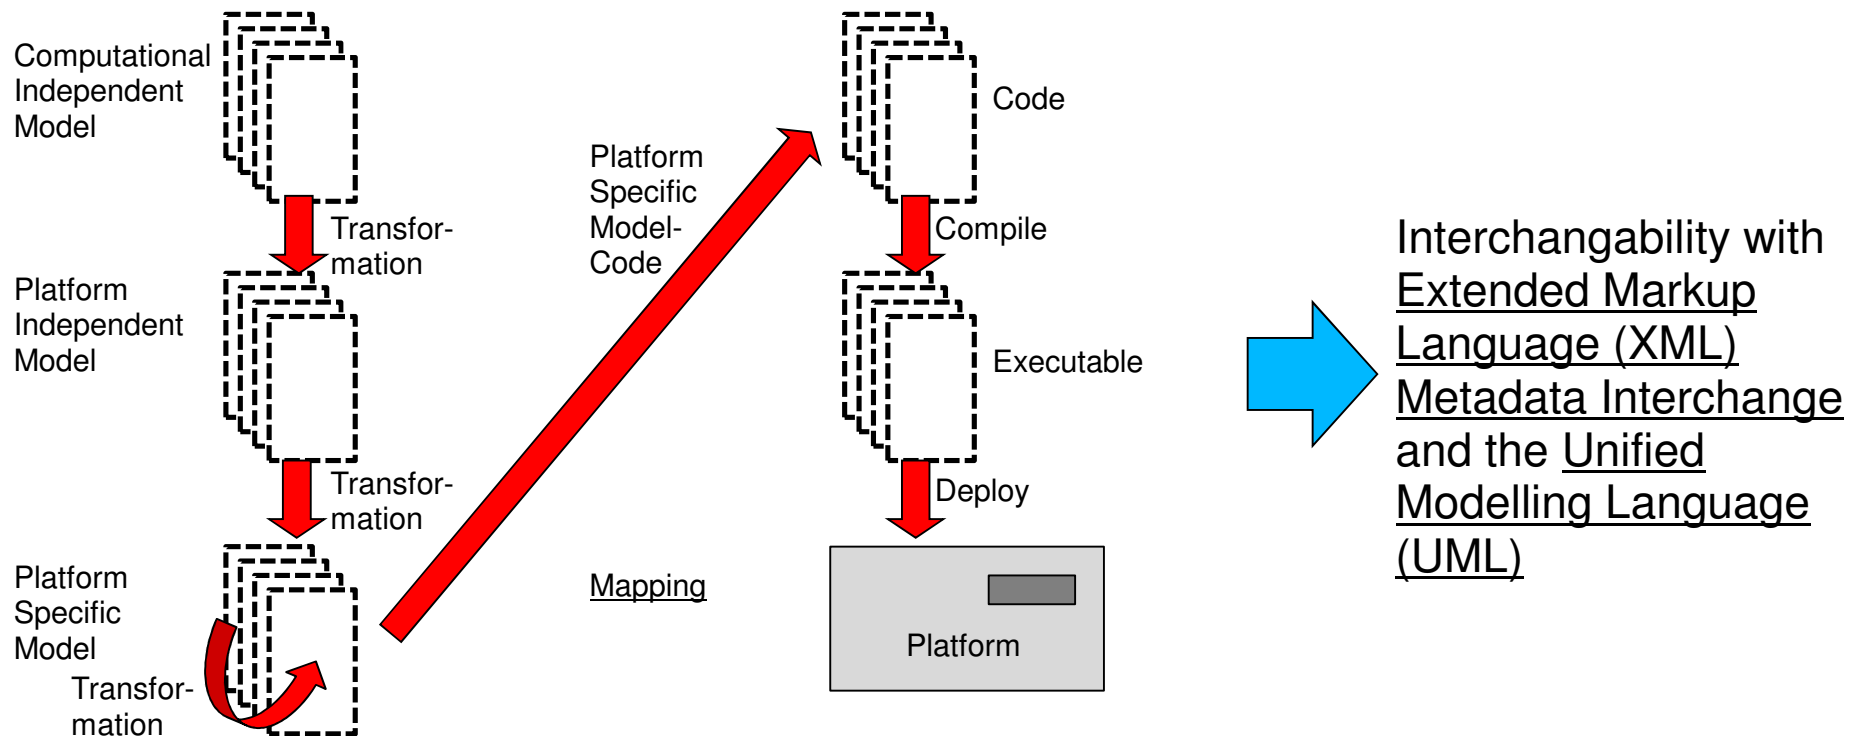 Computational
Independent
Model
Transfor-
mation
Platform
Independent
Model
Transfor-
mation
Platform
Specific
Model
Transfor-
mation
Platform
Specific
Model-
Code
Mapping
Code
Compile
Executable
Deploy
Platform
Interchangability with
Extended Markup
Language (XML)
Metadata Interchange
and the Unified
Modelling Language
(UML)